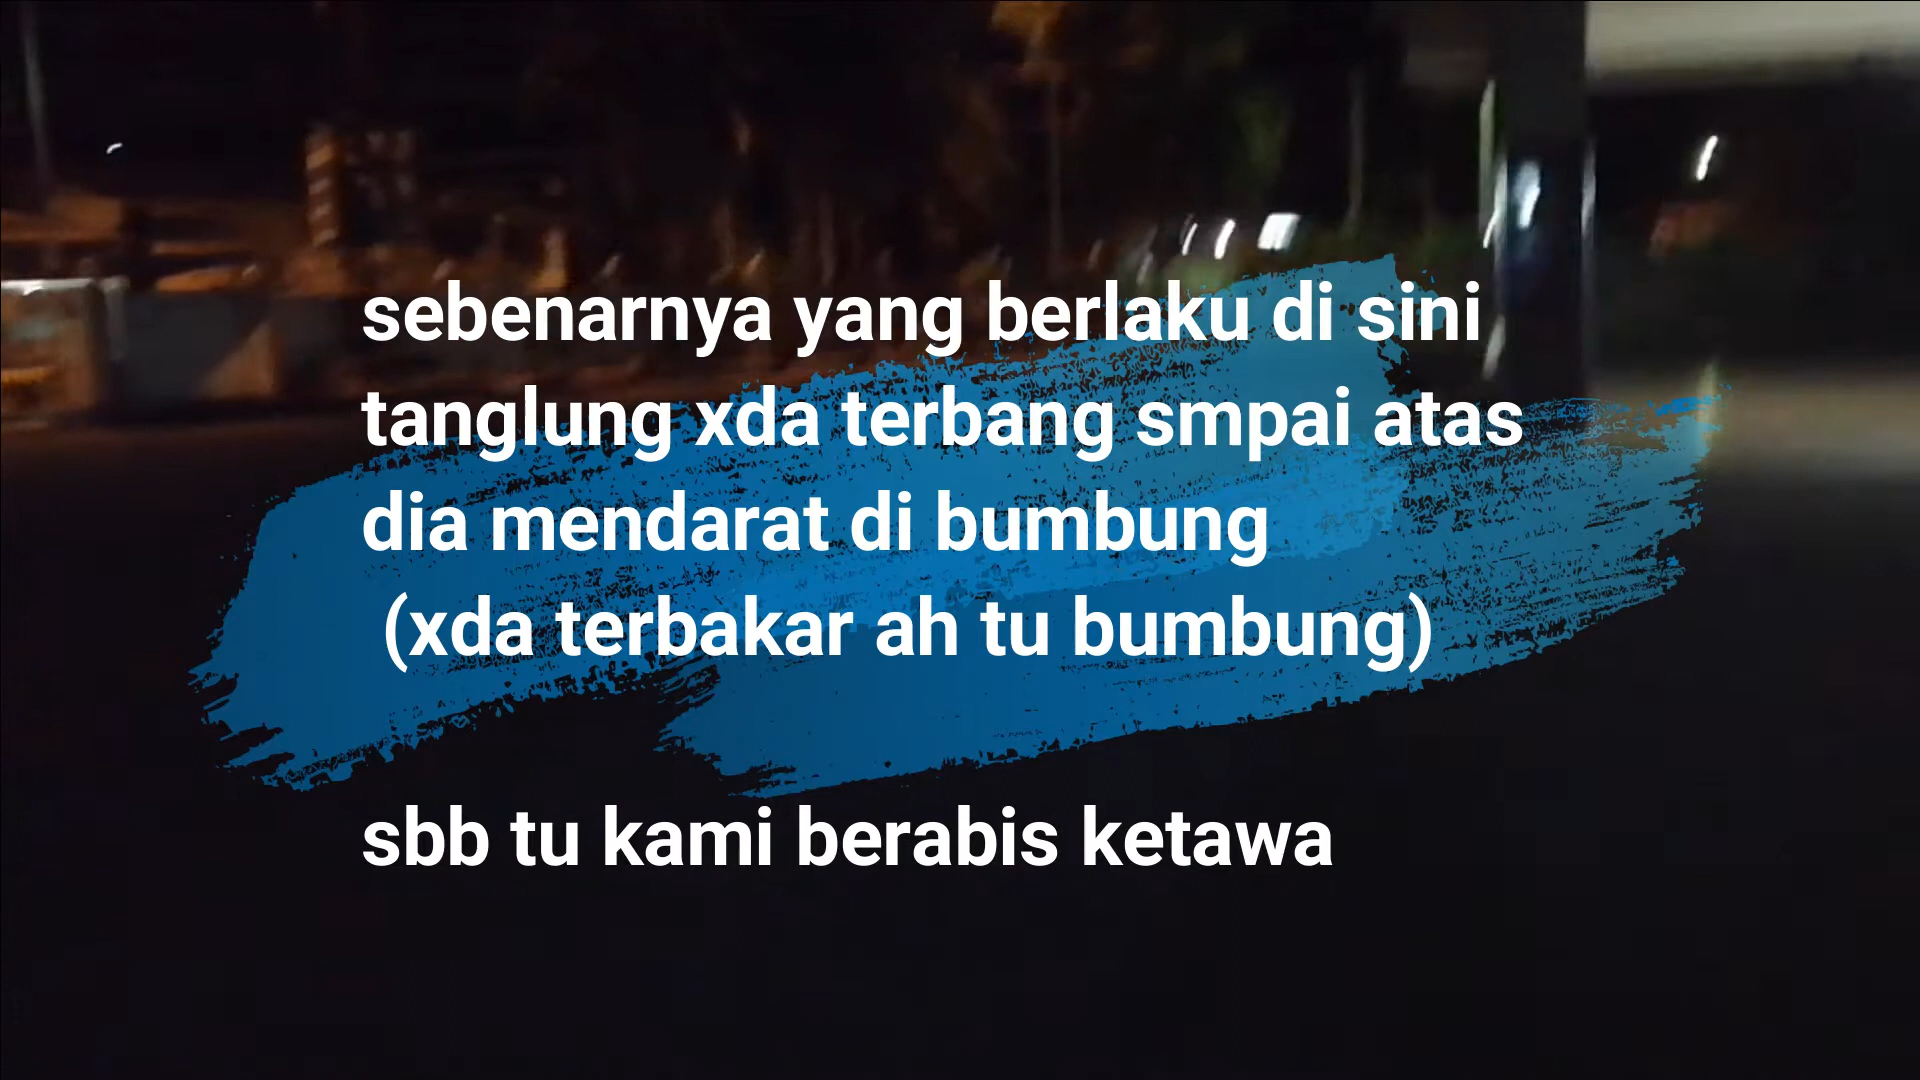 sebenarnya yang berlaku di sini
tanglung xda terbang smpai atas
dia mendarat di bumbung
(xda terbakar ah tu bumbung)
sbb tu kami berabis ketawa